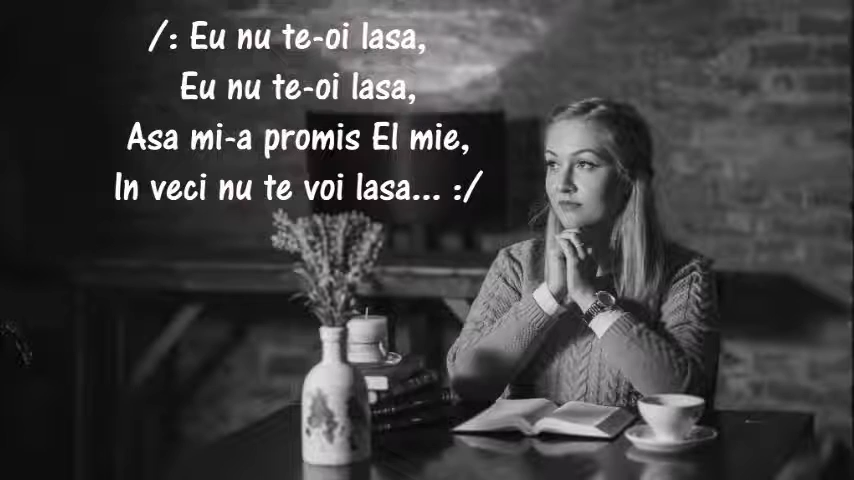 /: Eu nu te-oi lasa,
Eu nu te-oi lasa,
Asa mi-a promis El mie,
In veci nu te voi lasa... :/